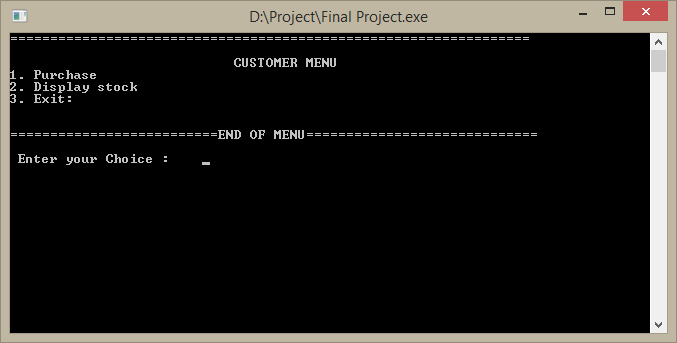 D:\Project\Final Project.exe
=================================================================
CUSTOMER MENU
1. Purchase
2. Display stock
3. Exit:
==========================END OF MENU=============================
Enter your Choice : _